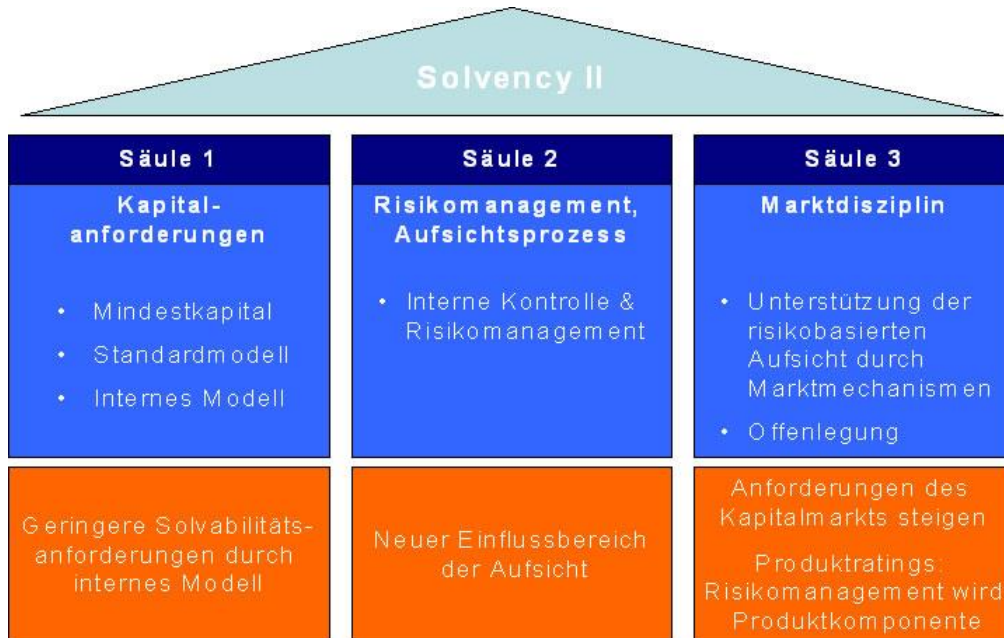 Solvency II
Säule 1
Kapital-
anforderungen
• Mindestkapital
• Standardmodell
• Internes Modell
Geringere Solvabilitäts-
anforderungen durch
internes Modell
Säule 2
Risikomanagement,
Aufsichtsprozess
• Interne Kontrolle &
Risikomanagement
Neuer Einflussbereich
der Aufsicht
Säule 3
Marktdisziplin
• Unterstützung der
risikobasierten
Aufsicht durch
Marktmechanismen
• Offenlegung
Anforderungen des
Kapitalmarkts steigen
Produktratings:
Risikomanagement wird
Produktkomponente